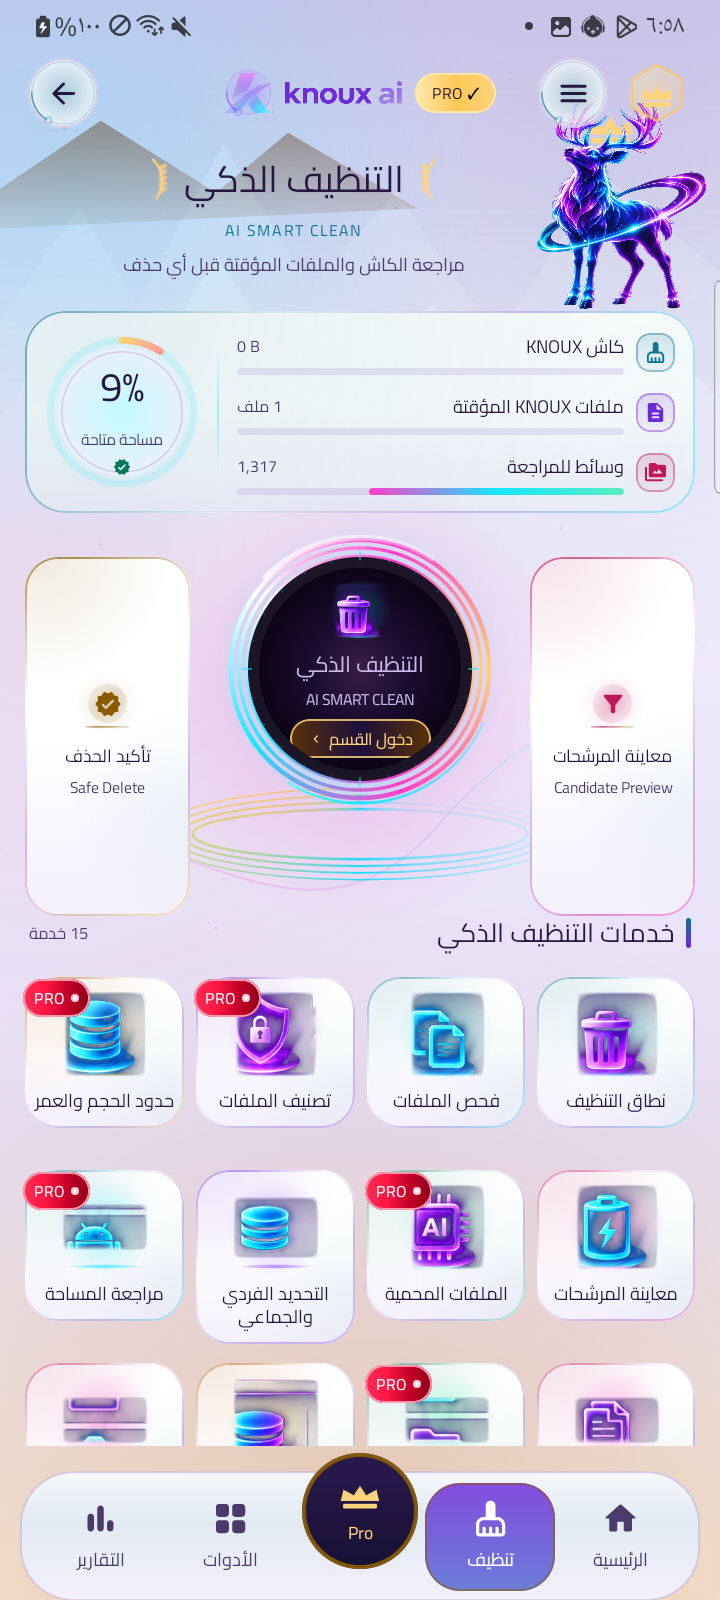 ٦:٥٨
%١٠٠
knoux ai
PRO ✓
التنظيف الذكي
AI SMART CLEAN
مراجعة الكاش والملفات المؤقتة قبل أي حذف
كاش KNOUX
0 B
ملفات KNOUX المؤقتة
1 ملف
وسائط للمراجعة
1,317
9%
مساحة متاحة
معاينة المرشحات
Candidate Preview
التنظيف الذكي
AI SMART CLEAN
دخول القسم ›
تأكيد الحذف
Safe Delete
خدمات التنظيف الذكي
15 خدمة
نطاق التنظيف
فحص الملفات
PRO
تصنيف الملفات
PRO
حدود الحجم والعمر
معاينة المرشحات
PRO
AI
الملفات المحمية
التحديد الفردي
والجماعي
PRO
مراجعة المساحة
PRO
الرئيسية
تنظيف
Pro
الأدوات
التقارير